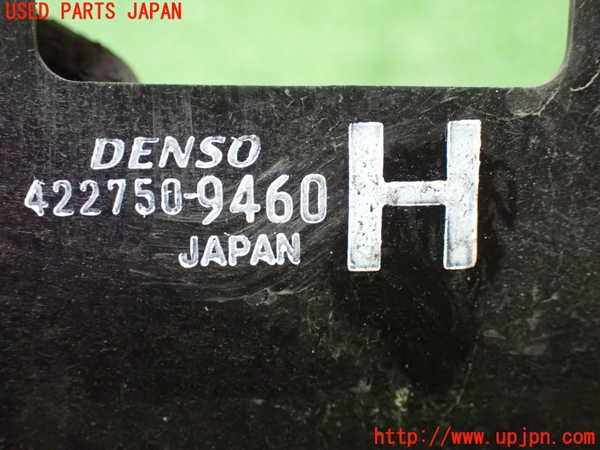 USED PARTS JAPAN
DENSO
422750-9460
JAPAN
H
http://www.upjpn.com/